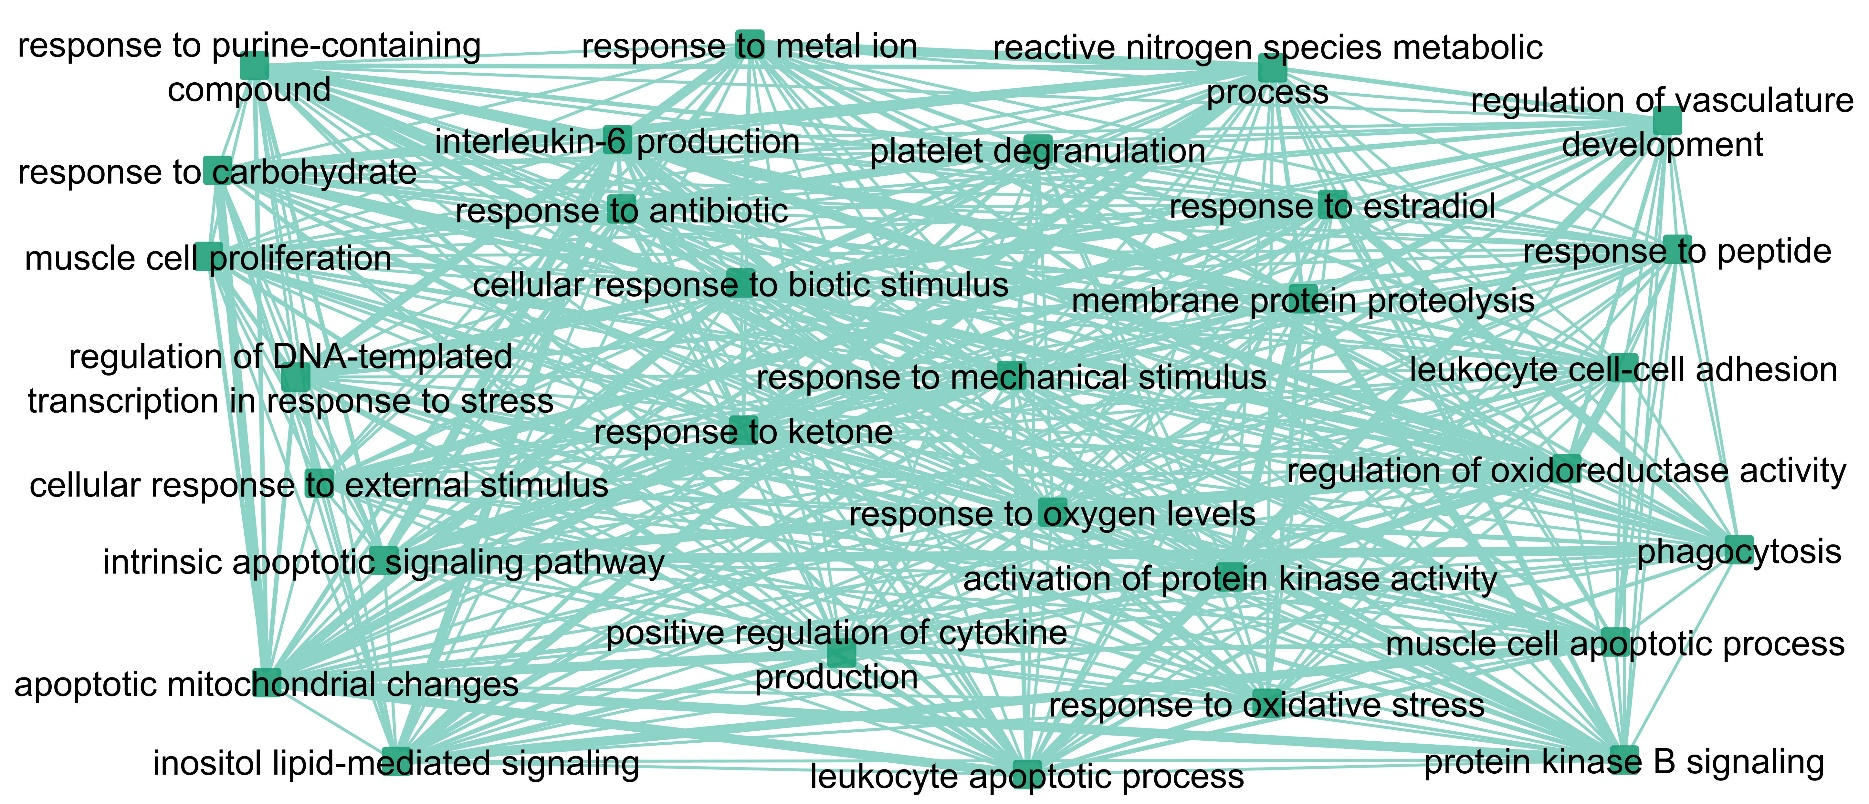 response to purine-containing
compound
response to metal ion
reactive nitrogen species metabolic
process
regulation of vasculature
development
interleukin-6 production
platelet degranulation
response to carbohydrate
response to antibiotic
response to estradiol
muscle cell proliferation
response to peptide
cellular response to biotic stimulus
membrane protein proteolysis
regulation of DNA-templated
transcription in response to stress
response to mechanical stimulus
leukocyte cell-cell adhesion
response to ketone
regulation of oxidoreductase activity
cellular response to external stimulus
response to oxygen levels
intrinsic apoptotic signaling pathway
phagocytosis
activation of protein kinase activity
positive regulation of cytokine
production
muscle cell apoptotic process
apoptotic mitochondrial changes
response to oxidative stress
inositol lipid-mediated signaling
leukocyte apoptotic process
protein kinase B signaling